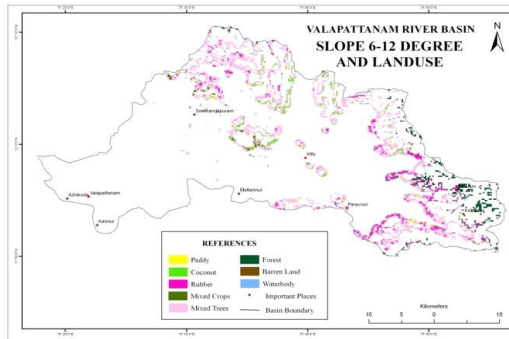 VALAPATTANAM RIVER BASIN
SLOPE 6-12 DEGREE
AND LANDUSE
N
Sreekandapuram
Iritty
Mattannur
Peravoor
Azhikode
Valapattanam
Kannur
REFERENCES
Paddy
Coconut
Rubber
Mixed Crops
Mixed Trees
Forest
Barren Land
Waterbody
Important Places
Basin Boundary
Kilometers
10 5 0 10